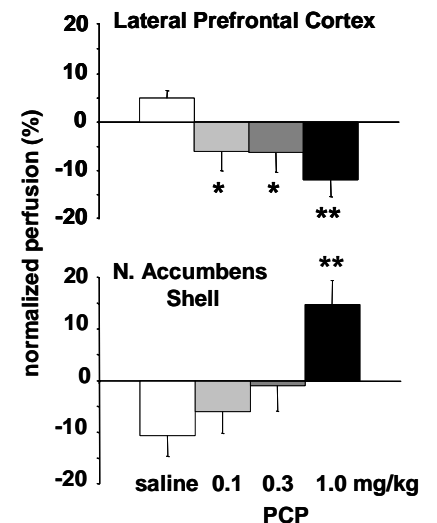 Lateral Prefrontal Cortex
20
10
0
-10
-20
* * **
normalized perfusion (%)
N. Accumbens
Shell
**
20
10
0
-10
-20
saline 0.1 0.3 1.0 mg/kg
PCP